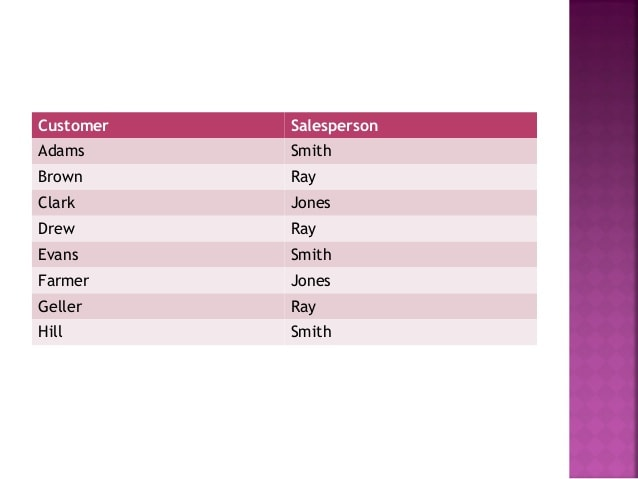 Customer Salesperson
Adams Smith
Brown Ray
Clark Jones
Drew Ray
Evans Smith
Farmer Jones
Geller Ray
Hill Smith